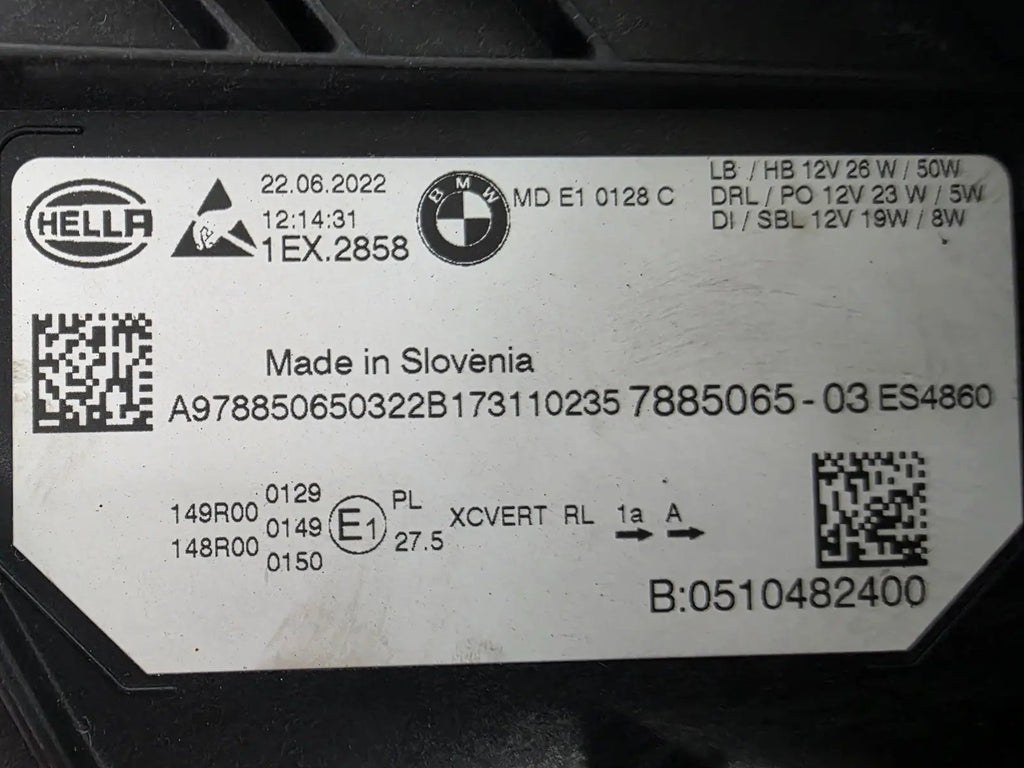 HELLA
22.06.2022
12:14:31
1EX.2858
BMW
MD E1 0128 C
LB / HB 12V 26 W / 50W
DRL / PO 12V 23 W / 5W
DI / SBL 12V 19W / 8W
Made in Slovenia
A978850650322B173110235 7885065-03 ES4860
149R00 0129
148R00 0149
0150
E1
PL
27.5
XCVERT RL 1a A
B:0510482400